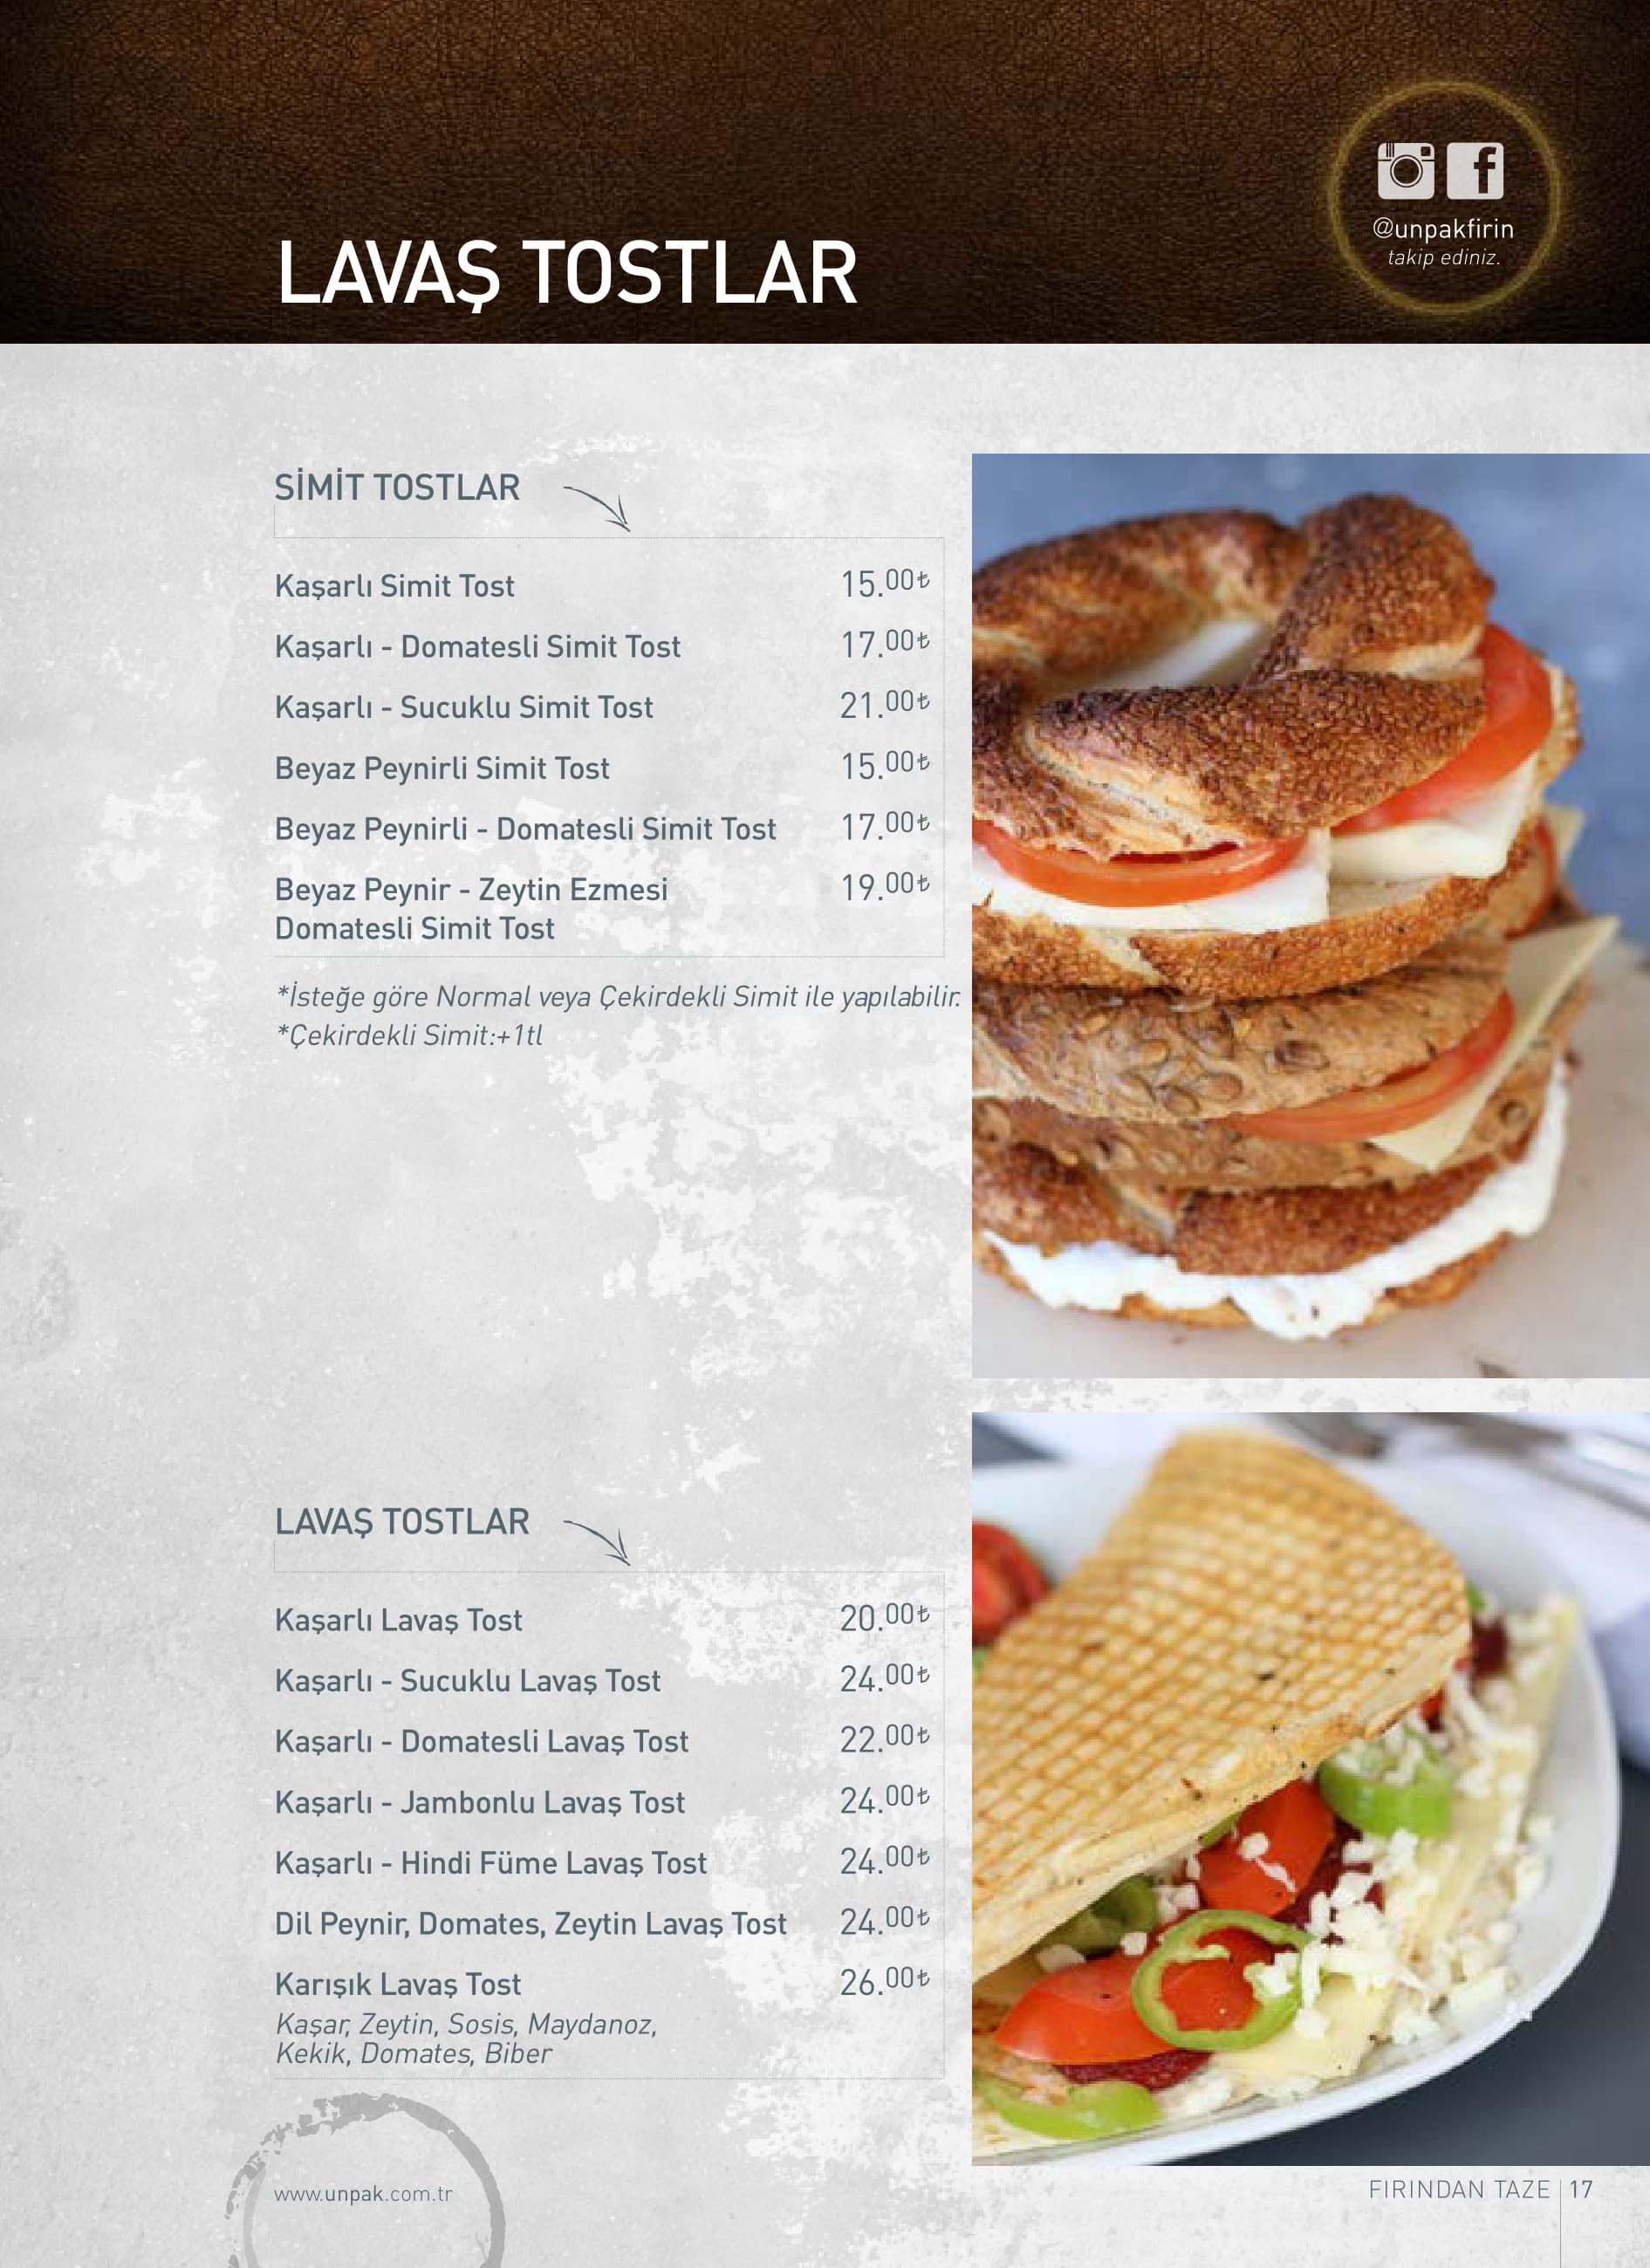 @unpakfirin
takip ediniz.
LAVAŞ TOSTLAR
SİMİT TOSTLAR
Kaşarlı Simit Tost 15.00₺
Kaşarlı - Domatesli Simit Tost 17.00₺
Kaşarlı - Sucuklu Simit Tost 21.00₺
Beyaz Peynirli Simit Tost 15.00₺
Beyaz Peynirli - Domatesli Simit Tost 17.00₺
Beyaz Peynir - Zeytin Ezmesi 19.00₺
Domatesli Simit Tost
*İsteğe göre Normal veya Çekirdekli Simit ile yapılabilir.
*Çekirdekli Simit:+1tl
LAVAŞ TOSTLAR
Kaşarlı Lavaş Tost 20.00₺
Kaşarlı - Sucuklu Lavaş Tost 24.00₺
Kaşarlı - Domatesli Lavaş Tost 22.00₺
Kaşarlı - Jambonlu Lavaş Tost 24.00₺
Kaşarlı - Hindi Füme Lavaş Tost 24.00₺
Dil Peynir, Domates, Zeytin Lavaş Tost 24.00₺
Karışık Lavaş Tost 26.00₺
Kaşar, Zeytin, Sosis, Maydanoz,
Kekik, Domates, Biber
www.unpak.com.tr
FIRINDAN TAZE 17